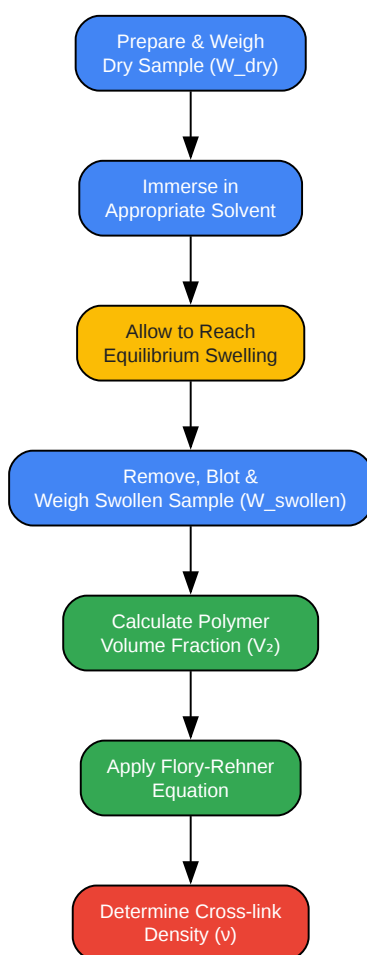 Prepare & Weigh
Dry Sample (W_dry)
Immerse in
Appropriate Solvent
Allow to Reach
Equilibrium Swelling
Remove, Blot &
Weigh Swollen Sample (W_swollen)
Calculate Polymer
Volume Fraction (V₂)
Apply Flory-Rehner
Equation
Determine Cross-link
Density (ν)